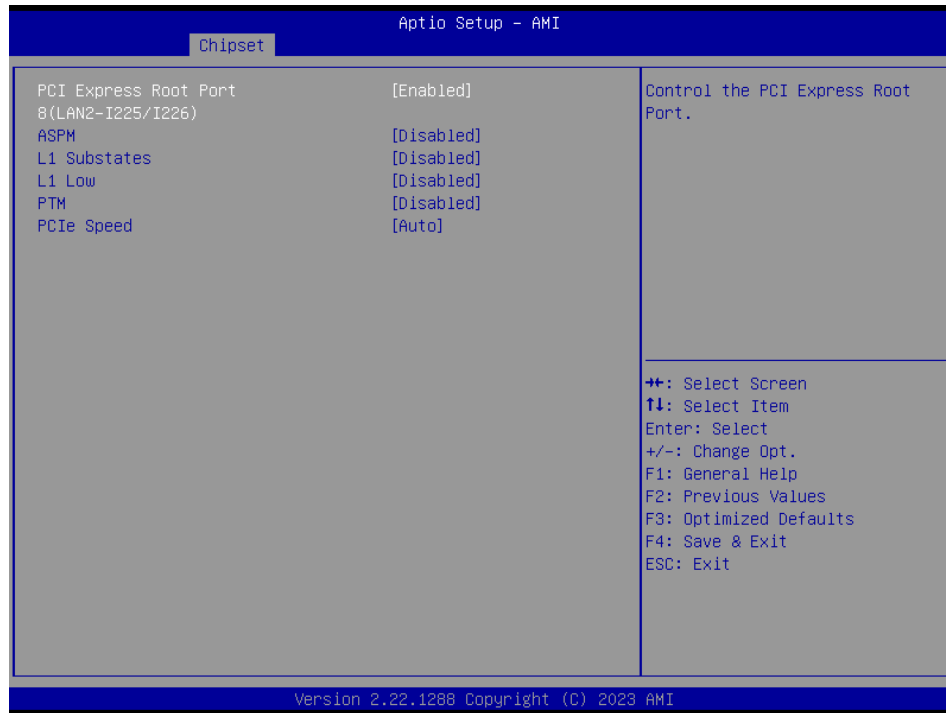 Aptio Setup – AMI
Chipset
PCI Express Root Port [Enabled]
8(LAN2-I225/I226)
ASPM [Disabled]
L1 Substates [Disabled]
L1 Low [Disabled]
PTM [Disabled]
PCIe Speed [Auto]
Control the PCI Express Root
Port.
→←: Select Screen
↑↓: Select Item
Enter: Select
+/-: Change Opt.
F1: General Help
F2: Previous Values
F3: Optimized Defaults
F4: Save & Exit
ESC: Exit
Version 2.22.1288 Copyright (C) 2023 AMI